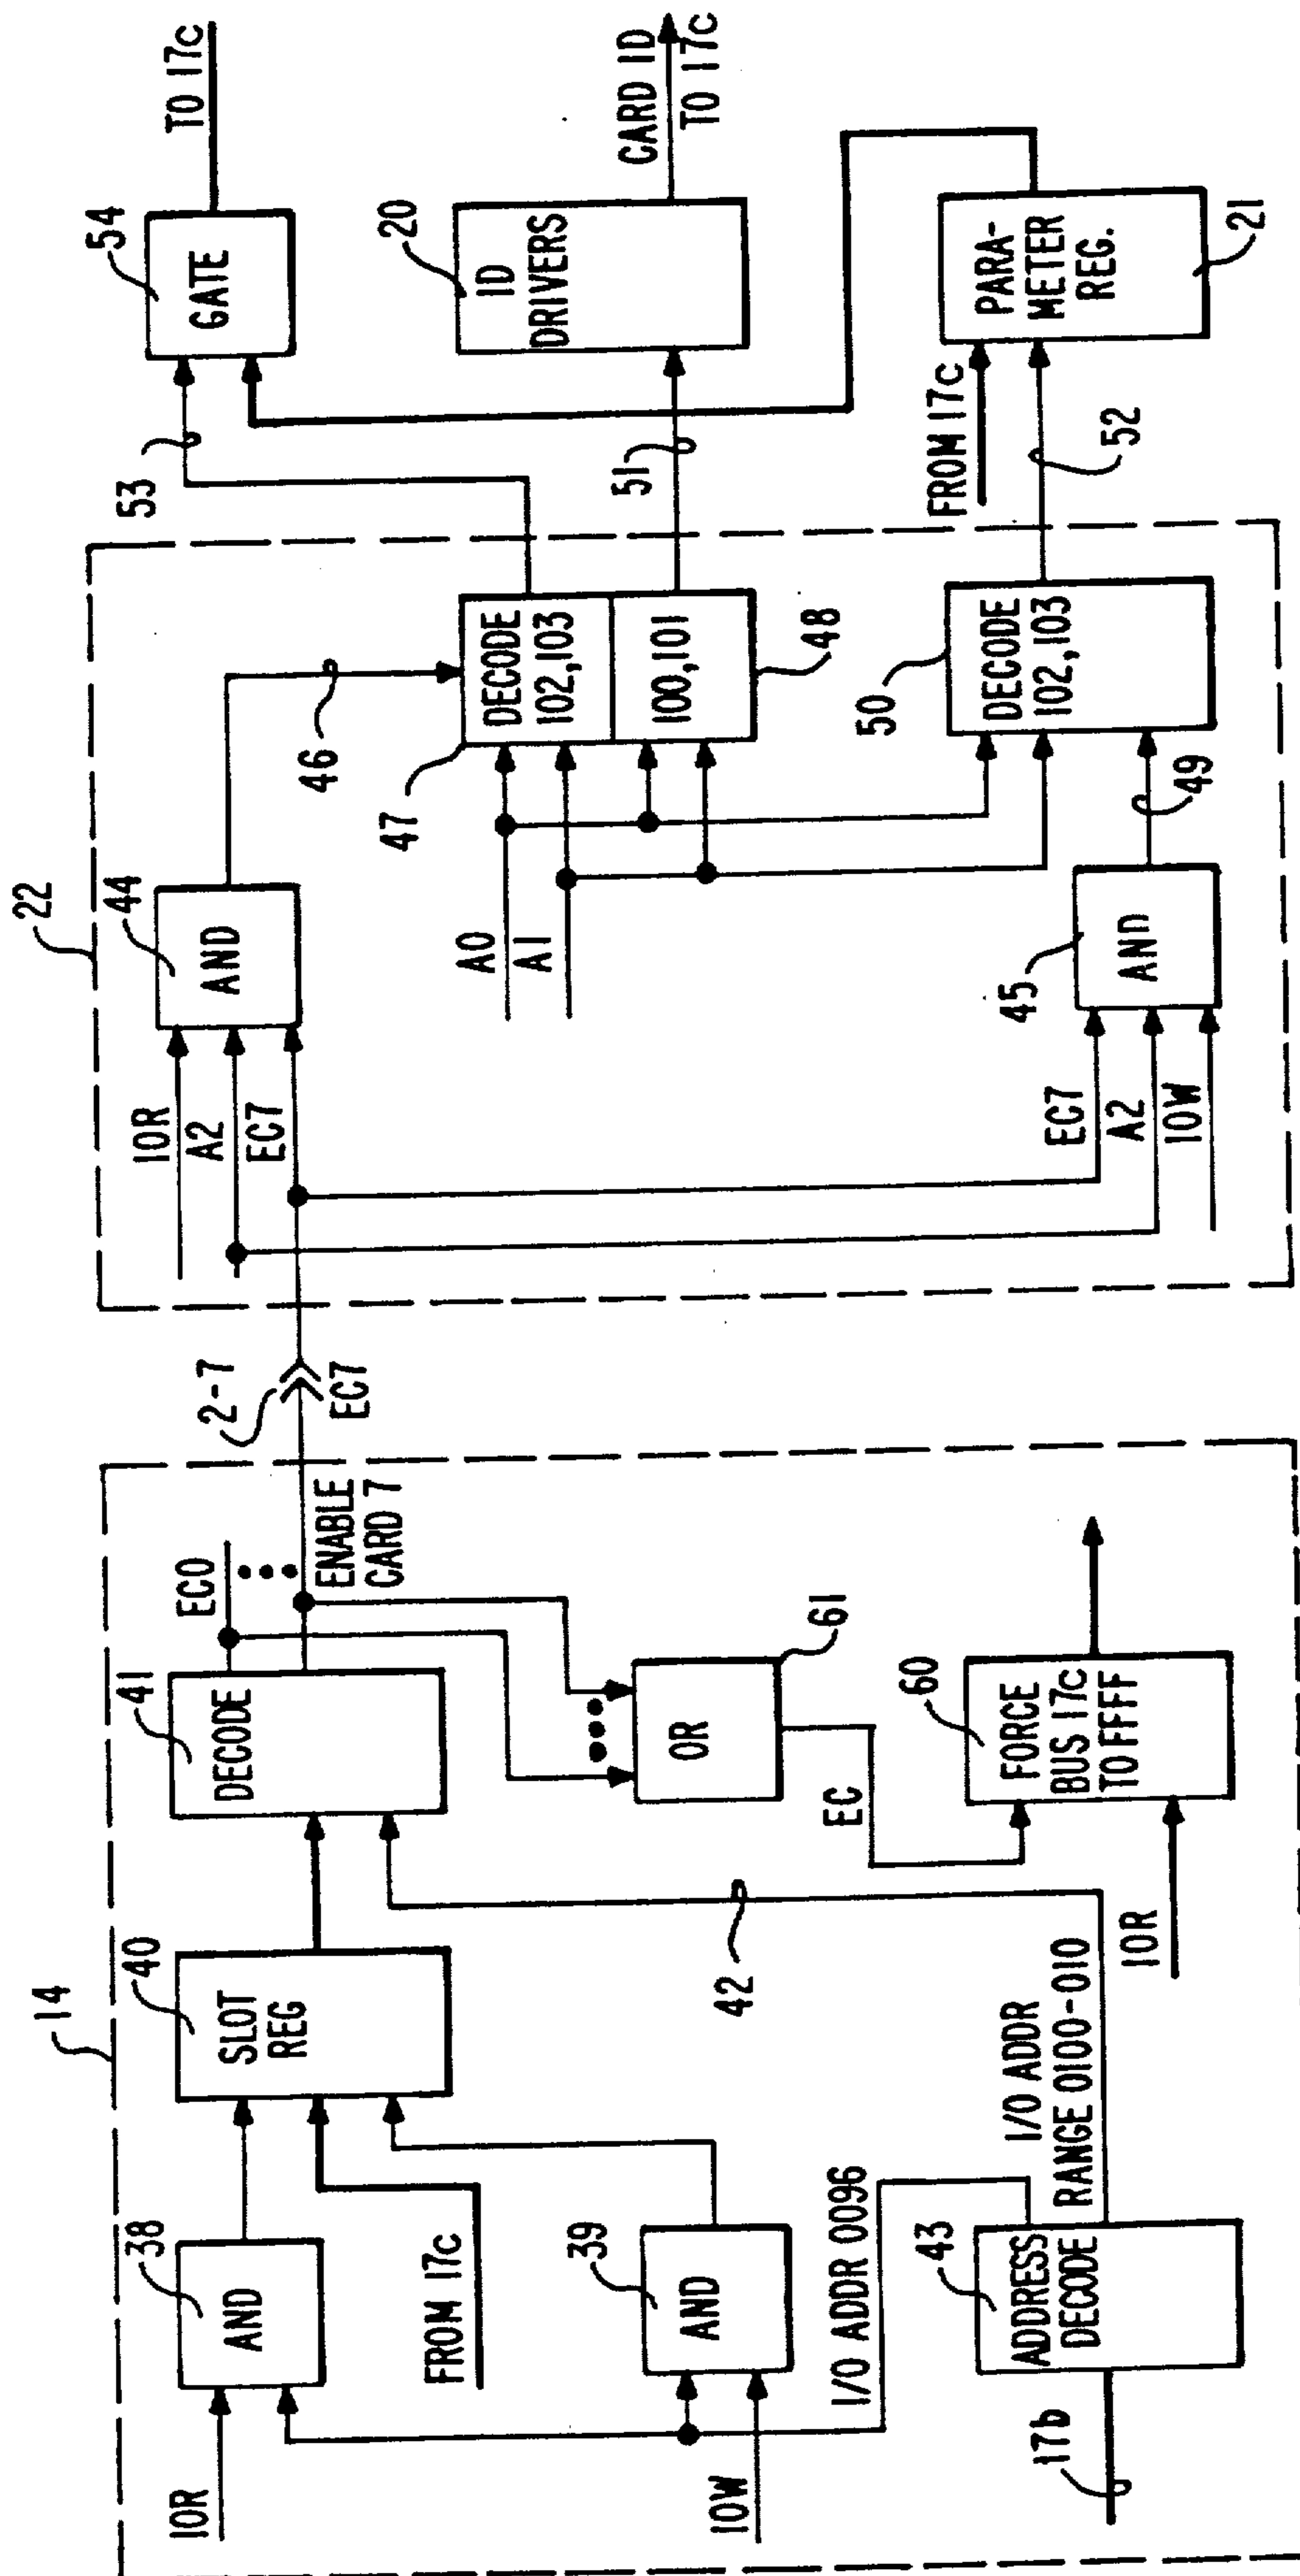 14
IOR
38
AND
FROM 17c
39
AND
IOW
I/O ADDR 0096
43
ADDRESS
DECODE
17b
I/O ADDR
RANGE 0100-010
40
SLOT
REG
42
41
DECODE
EC0
ENABLE
CARD 7
OR
61
EC
60
FORCE
BUS 17c
TO FFFF
IOR
2-7
EC7
22
IOR
A2
EC7
44
AND
46
A0
A1
47
DECODE
102,103
100,101
48
EC7
A2
IOW
45
AND
49
50
DECODE
102,103
53
51
52
FROM 17c
54
GATE
TO 17c
20
ID
DRIVERS
CARD ID
TO 17c
PARA-
METER
REG.
21